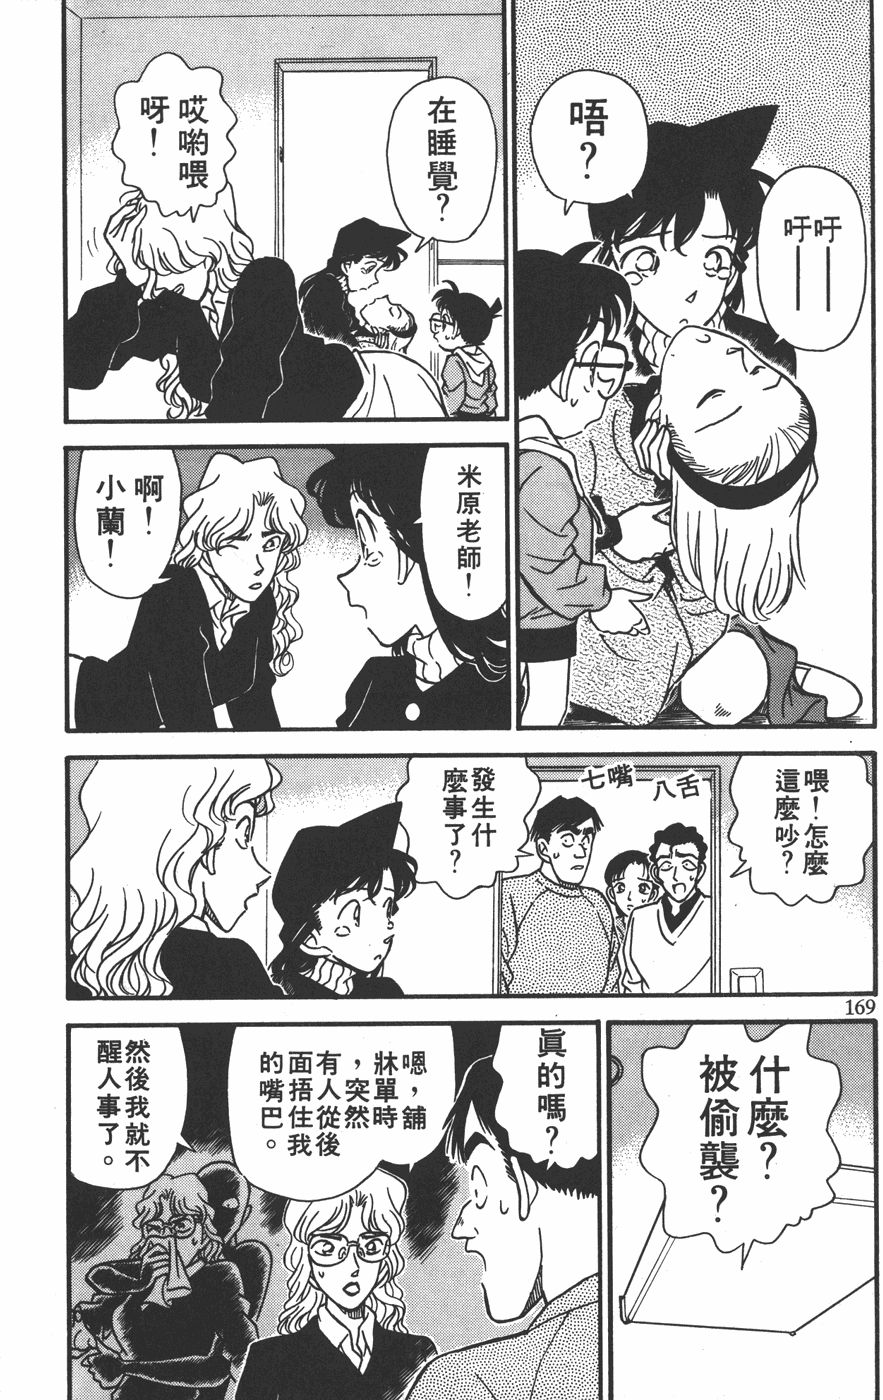 唔？
吁吁
——
在睡覺？
哎喲喂
呀！
米原老師！
啊！
小蘭！
喂！怎麼
這麼吵？
七嘴
八舌
發生什
麼事了？
169
什麼？
被偷襲？
眞的嗎？
嗯，舖
牀單時
，突然
有人從後
面捂住我
的嘴巴。
然後我就不
醒人事了。